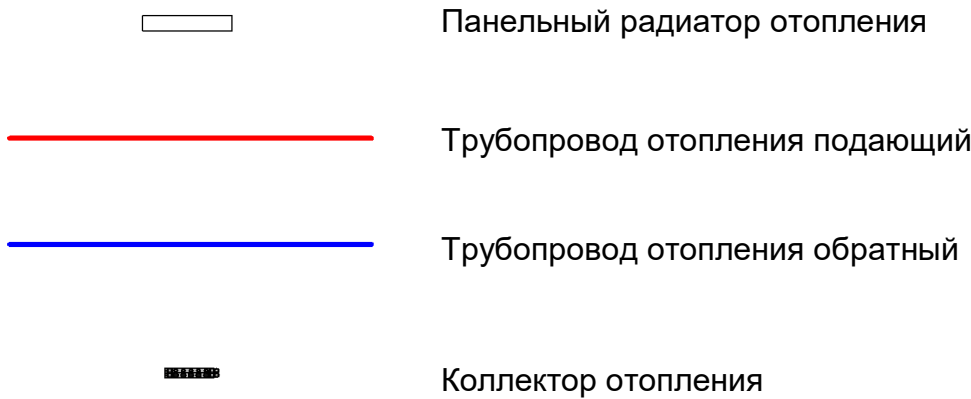 Панельный радиатор отопления
Трубопровод отопления подающий
Трубопровод отопления обратный
Коллектор отопления